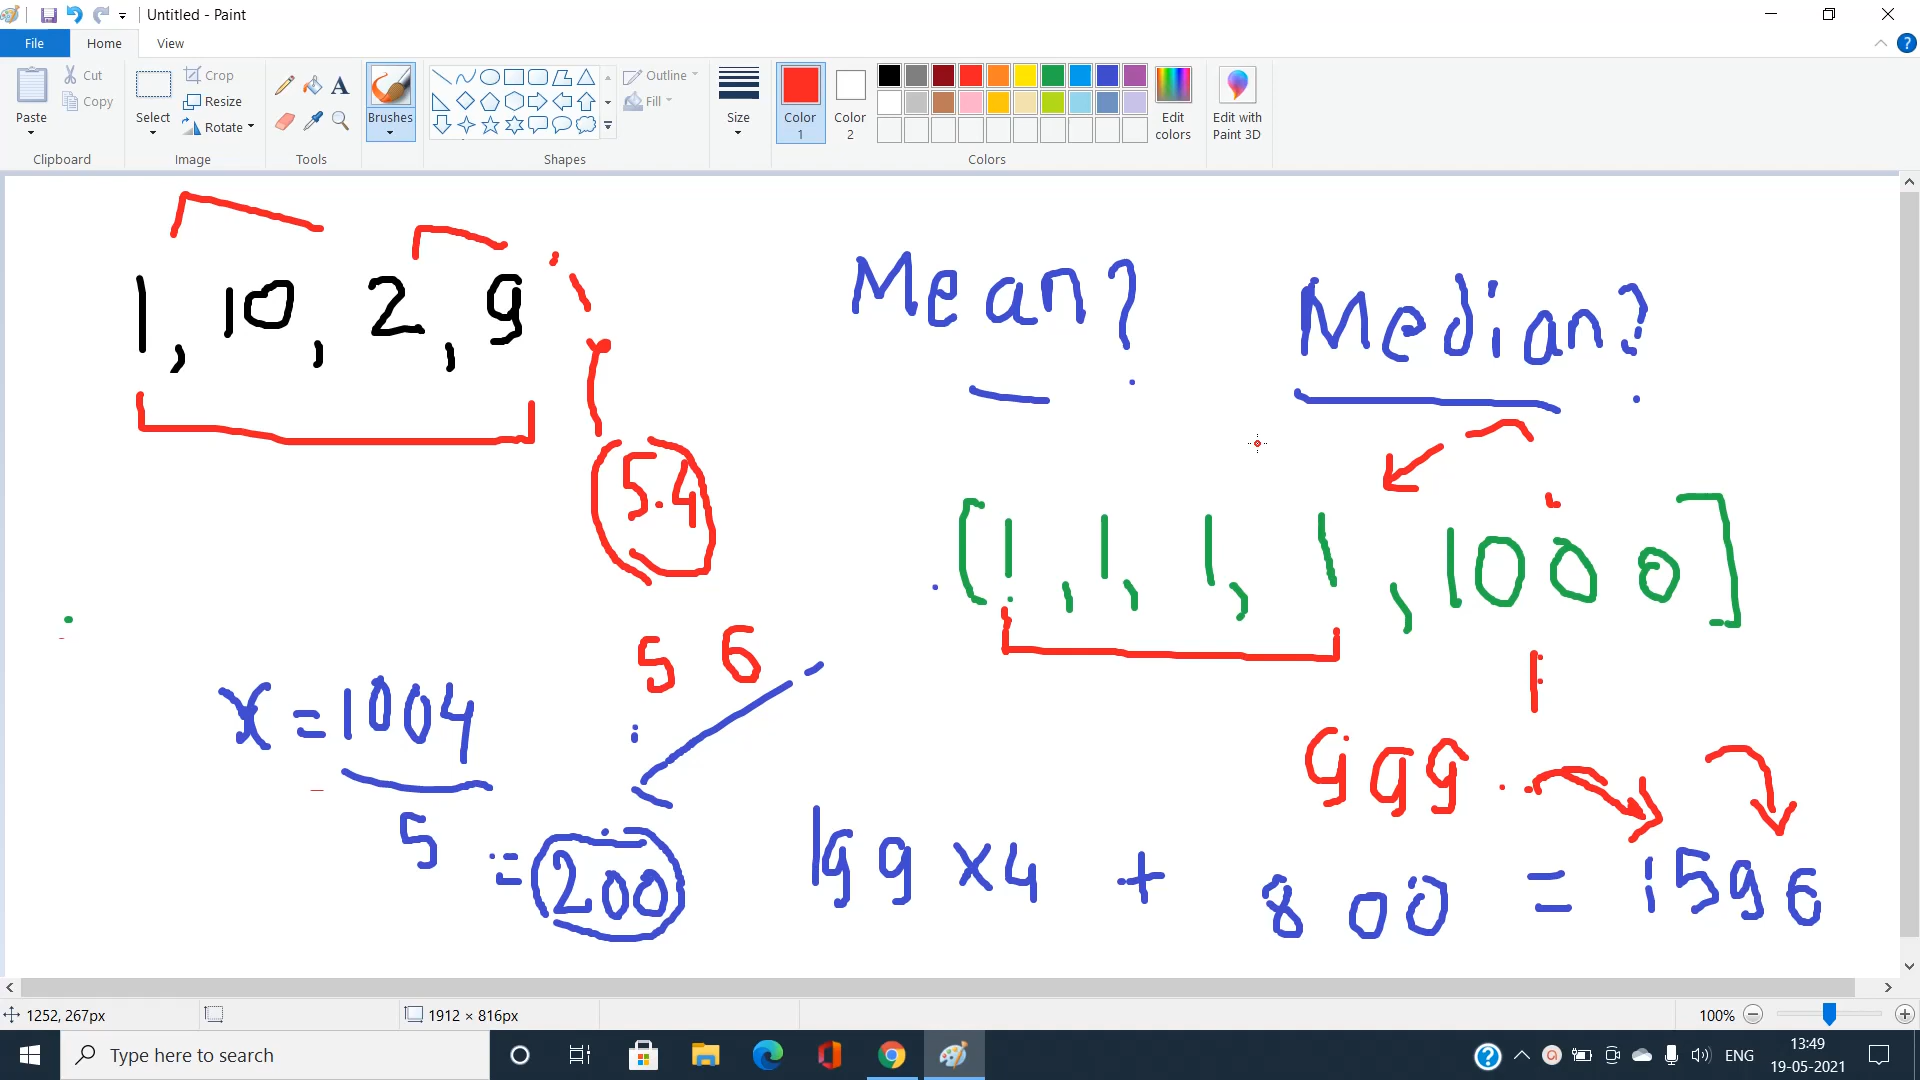 Untitled - Paint
File Home View
Cut
Copy
Paste
Clipboard
Crop
Resize
Rotate
Select
Image
Tools
Brushes
Outline
Fill
Shapes
Size
Color 1
Color 2
Edit colors
Colors
Edit with Paint 3D
1, 10, 2, 9
Mean?
Median?
5.4
[1, 1, 1, 1, 1000]
5 6
x = 1004
5
= 200
1
999
199 x 4 + 800 = 1596
1252, 267px
1912 × 816px
100%
Type here to search
ENG
13:49
19-05-2021